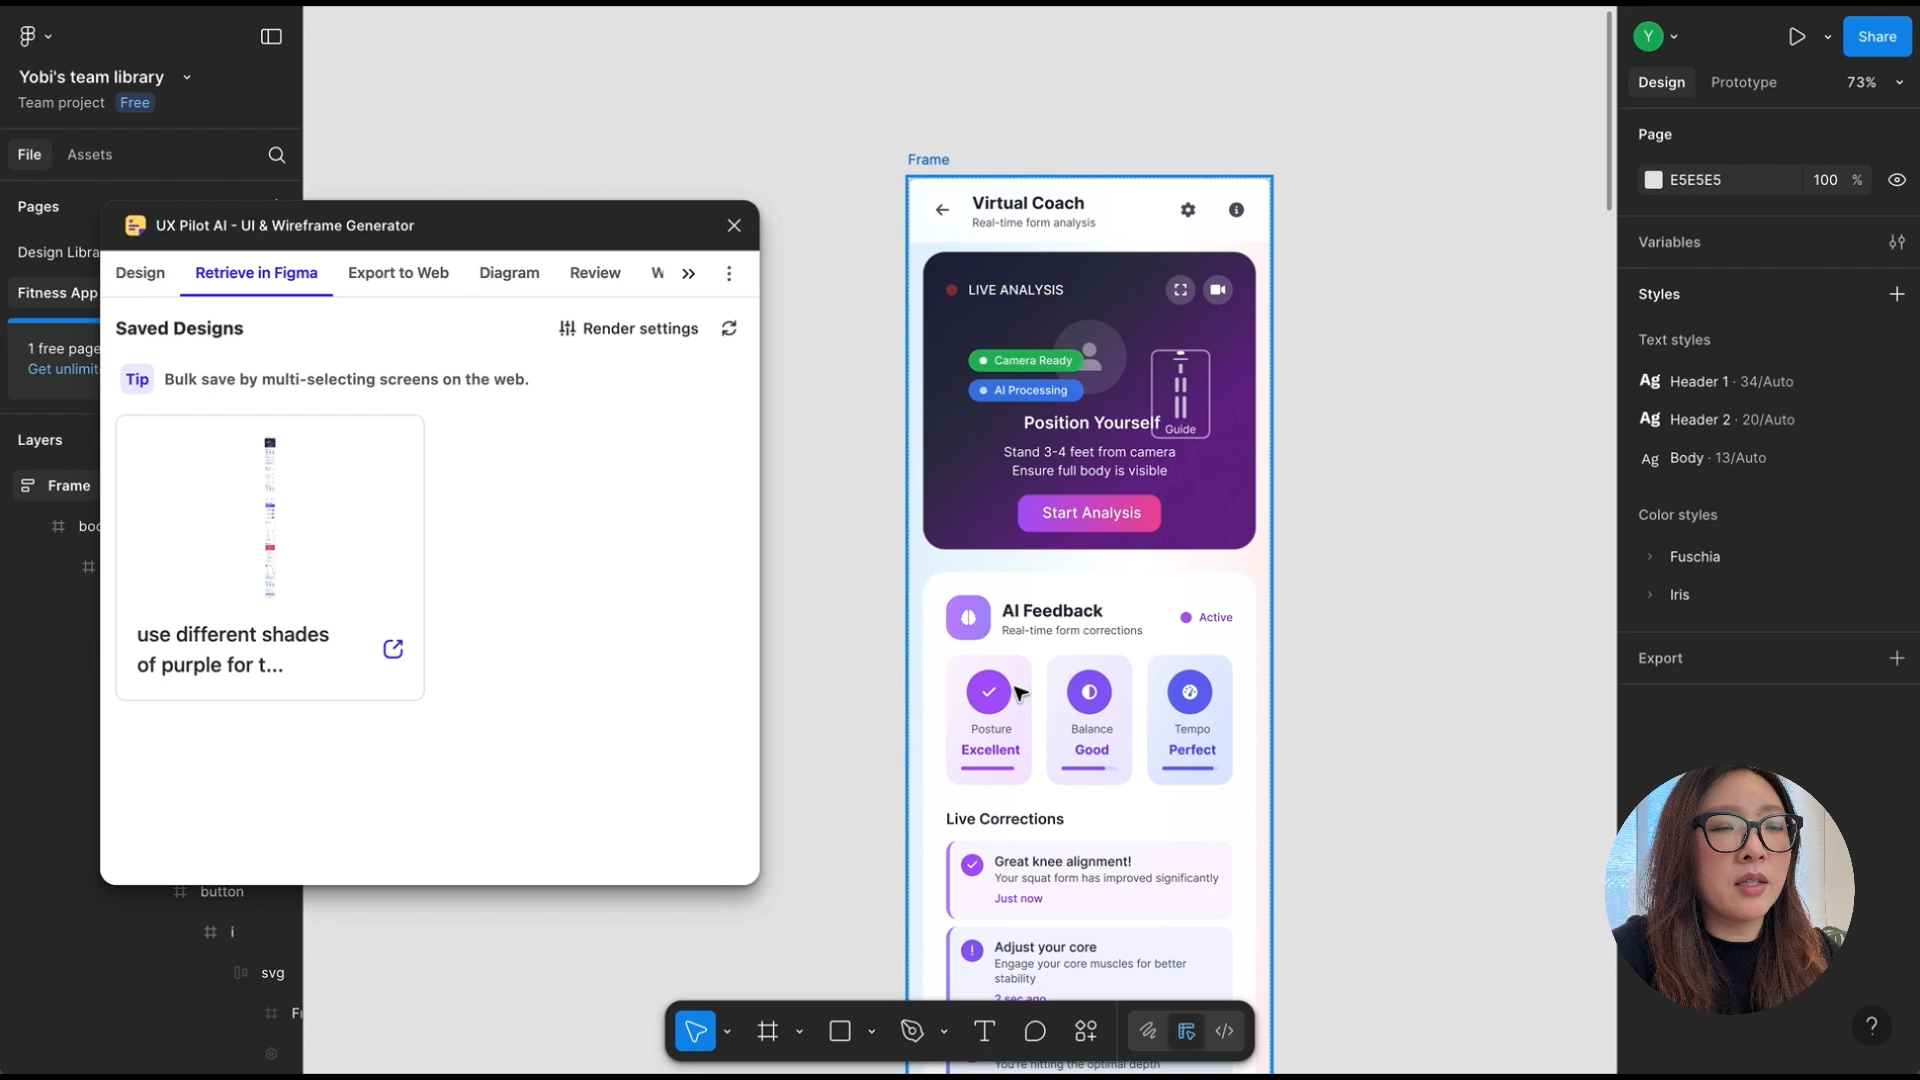 Yobi's team library
Team project Free
File Assets
Pages
Design Libra
Fitness App
1 free page
Get unlimit
Layers
Frame
boc
button
i
svg
Fr
UX Pilot AI - UI & Wireframe Generator
Design Retrieve in Figma Export to Web Diagram Review W
Saved Designs Render settings
Tip Bulk save by multi-selecting screens on the web.
use different shades
of purple for t...
Frame
Virtual Coach
Real-time form analysis
LIVE ANALYSIS
Camera Ready
AI Processing
Position Yourself
Guide
Stand 3-4 feet from camera
Ensure full body is visible
Start Analysis
AI Feedback
Real-time form corrections
Active
Posture
Excellent
Balance
Good
Tempo
Perfect
Live Corrections
Great knee alignment!
Your squat form has improved significantly
Just now
Adjust your core
Engage your core muscles for better
stability
2 sec ago
You're hitting the optimal depth
Y
Share
Design Prototype 73%
Page
E5E5E5 100 %
Variables
Styles
Text styles
Ag Header 1 · 34/Auto
Ag Header 2 · 20/Auto
Ag Body · 13/Auto
Color styles
Fuschia
Iris
Export
?